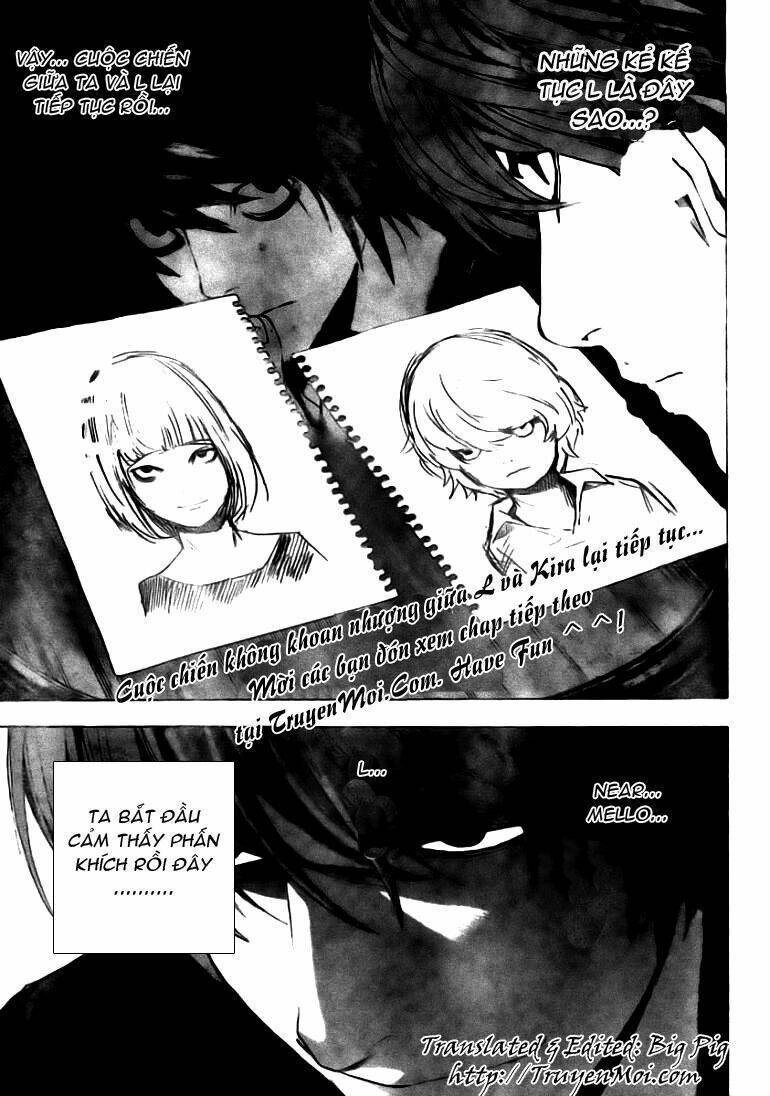 NHỮNG KẺ KẾ
TỤC L LÀ ĐÂY
SAO...?
VẬY... CUỘC CHIẾN
GIỮA TA VÀ L LẠI
TIẾP TỤC RỒI...
Cuộc chiến không khoan nhượng giữa L và Kira lại tiếp tục...
Mời các bạn đón xem chap tiếp theo
tại TruyenMoi.Com. Have Fun ^ ^!
L...
NEAR...
MELLO...
TA BẮT ĐẦU
CẢM THẤY PHẤN
KHÍCH RỒI ĐÂY
..........
Translated & Edited: Big Pig
http://TruyenMoi.com